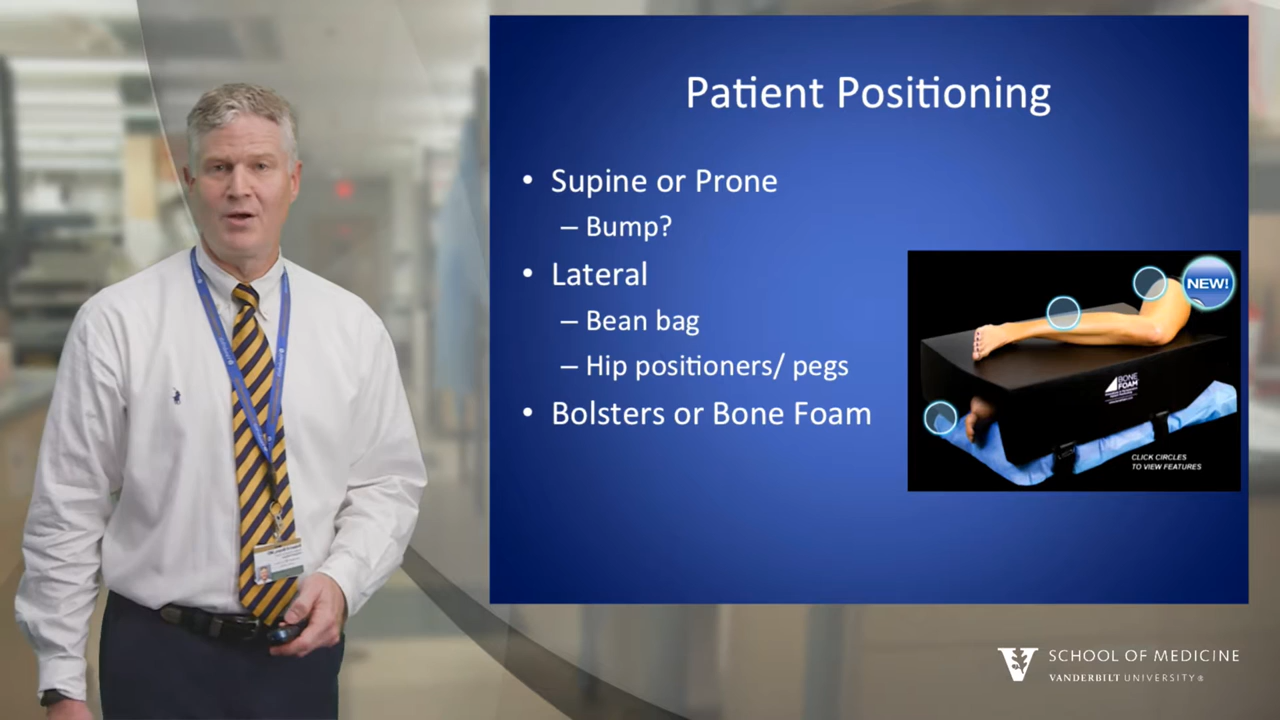 Patient Positioning
• Supine or Prone
– Bump?
• Lateral
– Bean bag
– Hip positioners/ pegs
• Bolsters or Bone Foam
NEW!
BONE
FOAM
CLICK CIRCLES
TO VIEW FEATURES
V SCHOOL OF MEDICINE
VANDERBILT UNIVERSITY®